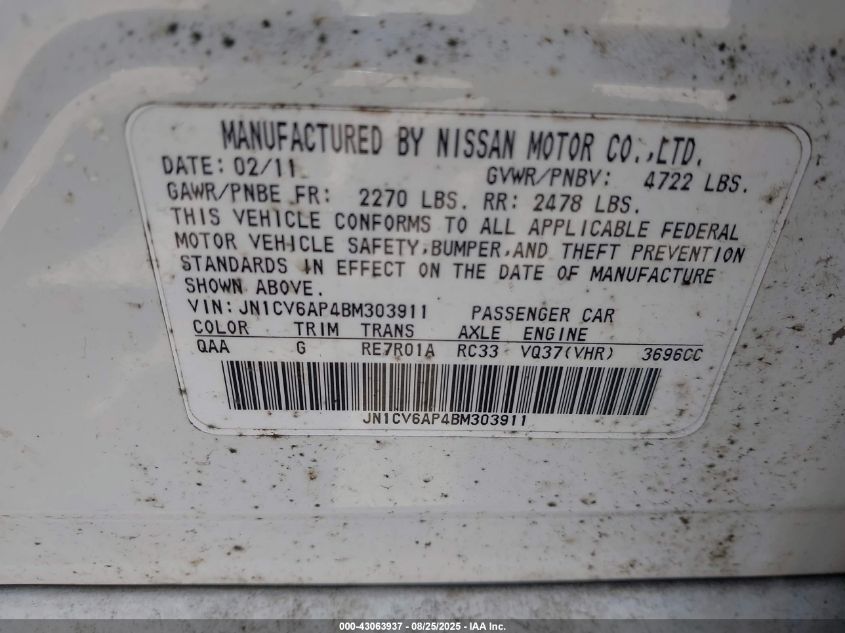 MANUFACTURED BY NISSAN MOTOR CO.,LTD.
DATE: 02/11 GVWR/PNBV: 4722 LBS.
GAWR/PNBE FR: 2270 LBS. RR: 2478 LBS.
THIS VEHICLE CONFORMS TO ALL APPLICABLE FEDERAL
MOTOR VEHICLE SAFETY,BUMPER,AND THEFT PREVENTION
STANDARDS IN EFFECT ON THE DATE OF MANUFACTURE
SHOWN ABOVE.
VIN:JN1CV6AP4BM303911 PASSENGER CAR
COLOR TRIM TRANS AXLE ENGINE
QAA G RE7R01A RC33 VQ37(VHR) 3696CC
JN1CV6AP4BM303911
000-43063937 - 08/25/2025 - IAA Inc.